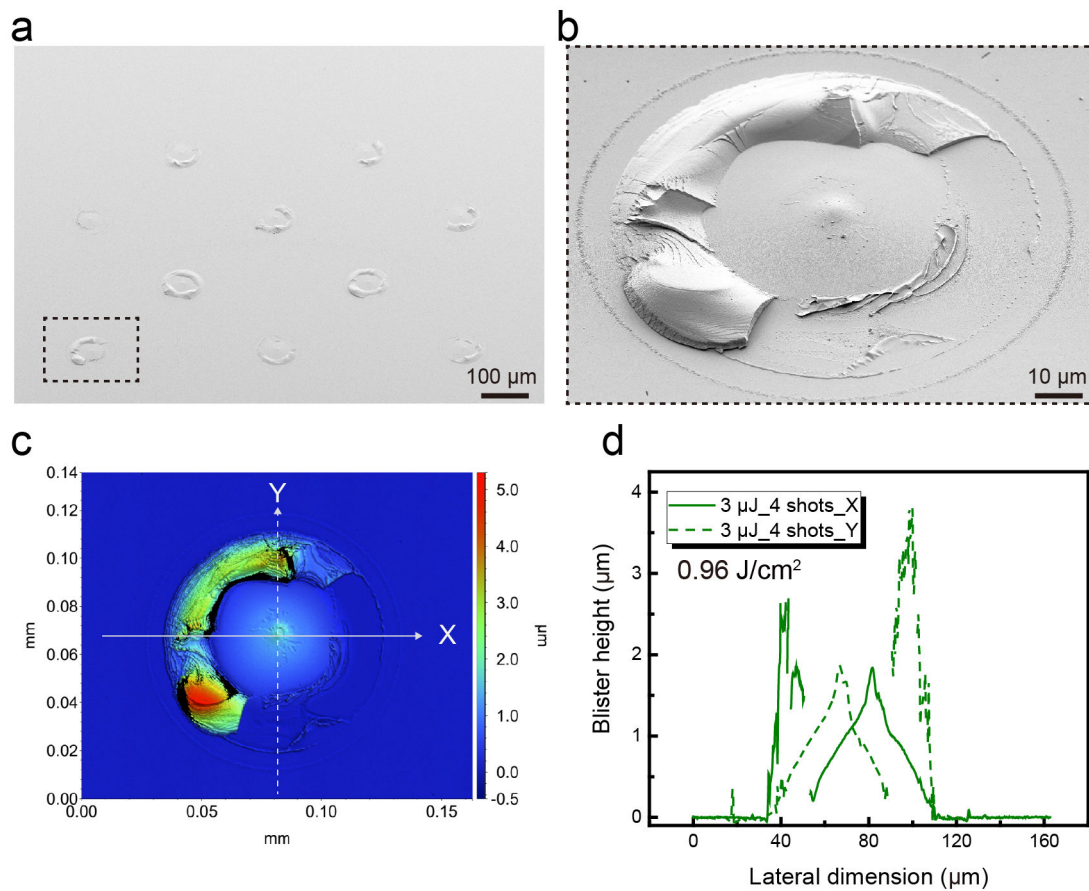 a
100 µm
b
10 µm
c
0.14
0.12
0.10
0.08
0.06
0.04
0.02
0.00
mm
0.00
0.05
0.10
0.15
mm
Y
X
5.0
4.0
3.0
2.0
1.0
0.0
-0.5
µm
d
3 µJ_4 shots_X
3 µJ_4 shots_Y
0.96 J/cm²
4
3
2
1
0
Blister height (µm)
0
40
80
120
160
Lateral dimension (µm)